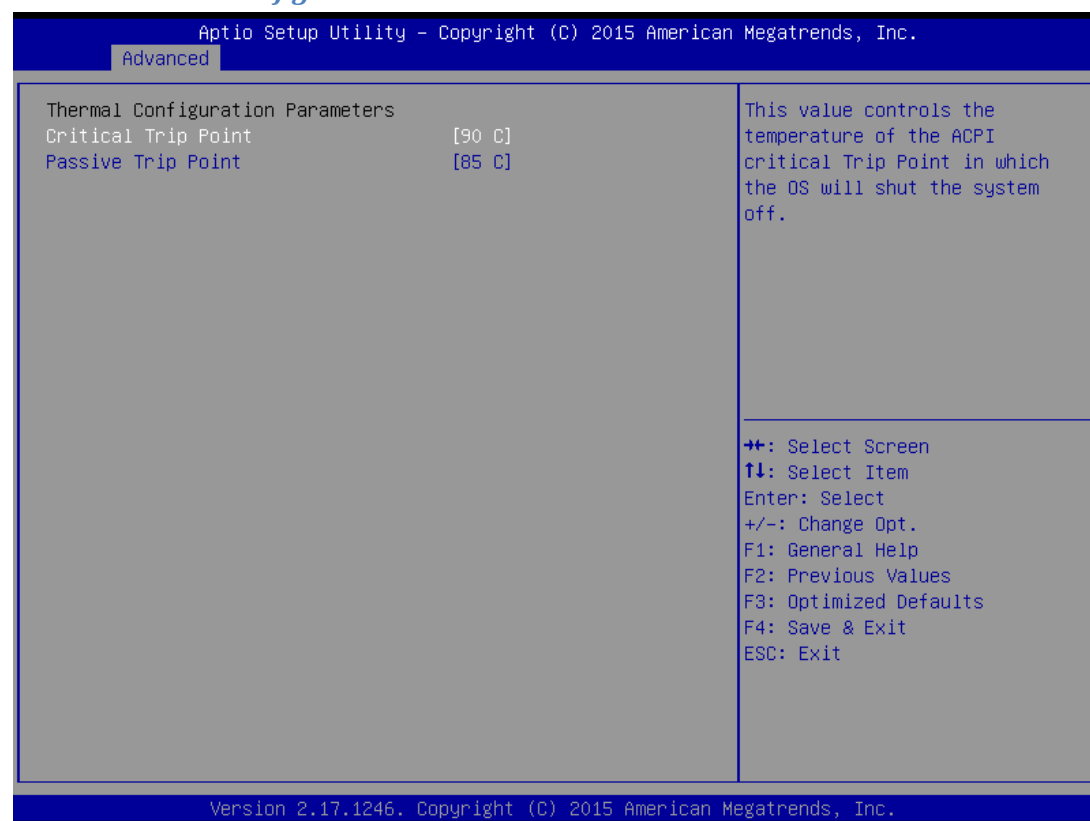 Aptio Setup Utility – Copyright (C) 2015 American Megatrends, Inc.
Advanced
Thermal Configuration Parameters
Critical Trip Point [90 C]
Passive Trip Point [85 C]
This value controls the
temperature of the ACPI
critical Trip Point in which
the OS will shut the system
off.
→←: Select Screen
↑↓: Select Item
Enter: Select
+/-: Change Opt.
F1: General Help
F2: Previous Values
F3: Optimized Defaults
F4: Save & Exit
ESC: Exit
Version 2.17.1246. Copyright (C) 2015 American Megatrends, Inc.